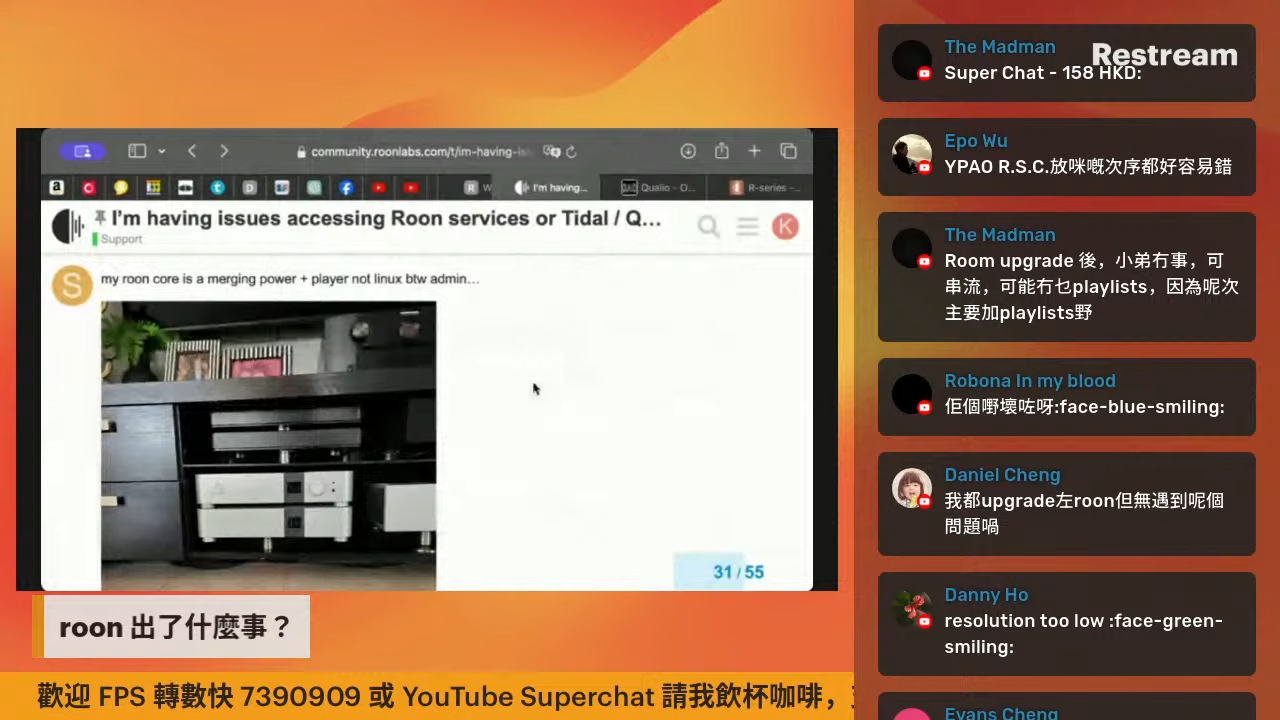 community.roonlabs.com/t/im-having-is
W
I'm having...
Qualio - O...
R-series -...
I'm having issues accessing Roon services or Tidal / Q...
Support
K
S
my roon core is a merging power + player not linux btw admin...
31 / 55
roon 出了什麼事？
歡迎 FPS 轉數快 7390909 或 YouTube Superchat 請我飲杯咖啡，
Restream
The Madman
Super Chat - 158 HKD:
Epo Wu
YPAO R.S.C.放咪嘅次序都好容易錯
The Madman
Room upgrade 後，小弟冇事，可
串流，可能冇乜playlists，因為呢次
主要加playlists野
Robona In my blood
佢個嘢壞咗呀:face-blue-smiling:
Daniel Cheng
我都upgrade左roon但無遇到呢個
問題喎
Danny Ho
resolution too low :face-green-
smiling:
Evans Cheng